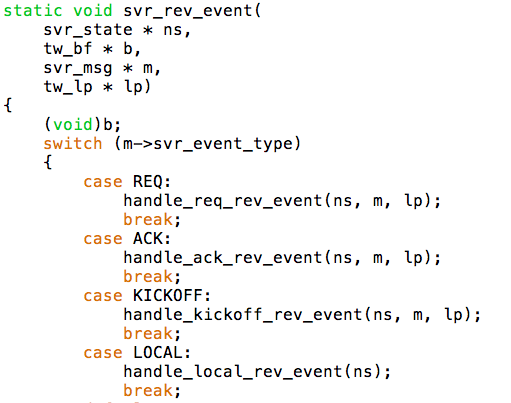 static void svr_rev_event(
    svr_state * ns,
    tw_bf * b,
    svr_msg * m,
    tw_lp * lp)
{
    (void)b;
    switch (m->svr_event_type)
    {
        case REQ:
            handle_req_rev_event(ns, m, lp);
            break;
        case ACK:
            handle_ack_rev_event(ns, m, lp);
            break;
        case KICKOFF:
            handle_kickoff_rev_event(ns, m, lp);
            break;
        case LOCAL:
            handle_local_rev_event(ns);
            break;